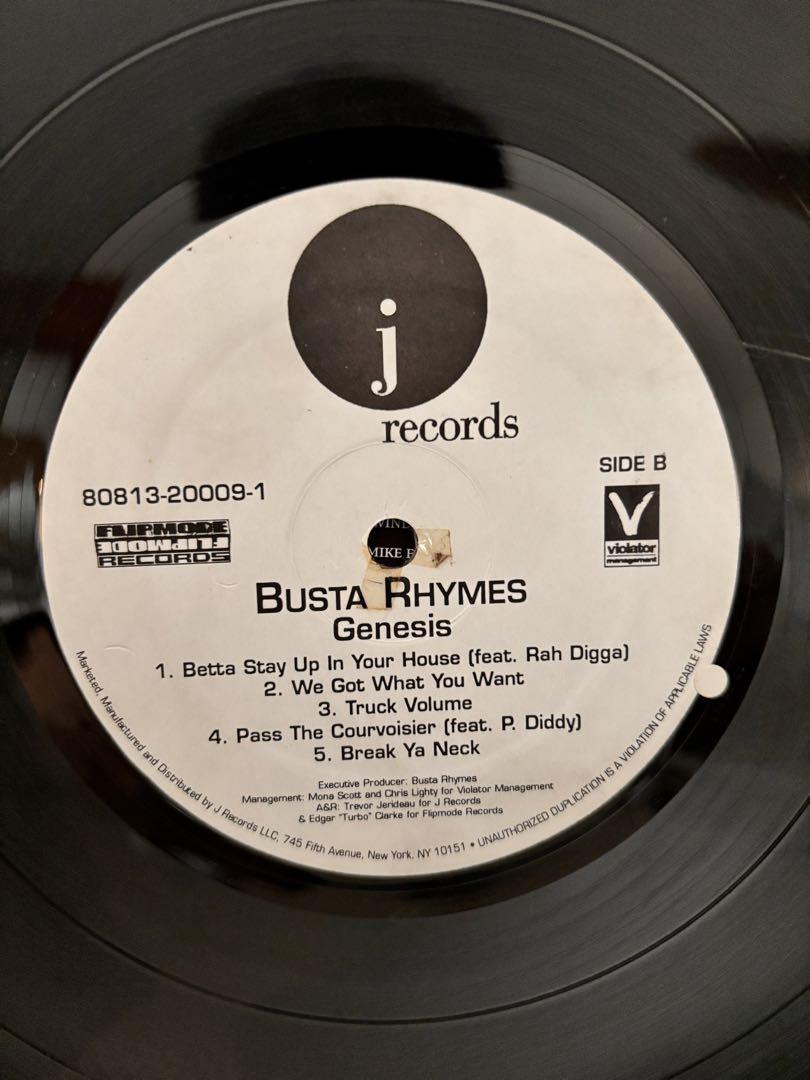 j
records
SIDE B
80813-20009-1
FLIPMODE
FLIPMODE
RECORDS
V
violator
management
MIKE
BUSTA RHYMES
Genesis
1. Betta Stay Up In Your House (feat. Rah Digga)
2. We Got What You Want
3. Truck Volume
4. Pass The Courvoisier (feat. P. Diddy)
5. Break Ya Neck
Executive Producer: Busta Rhymes
Management: Mona Scott and Chris Lighty for Violator Management
A&R: Trevor Jerideau for J Records
& Edgar "Turbo" Clarke for Flipmode Records
Marketed, Manufactured and Distributed by J Records LLC, 745 Fifth Avenue, New York, NY 10151 • UNAUTHORIZED DUPLICATION IS A VIOLATION OF APPLICABLE LAWS